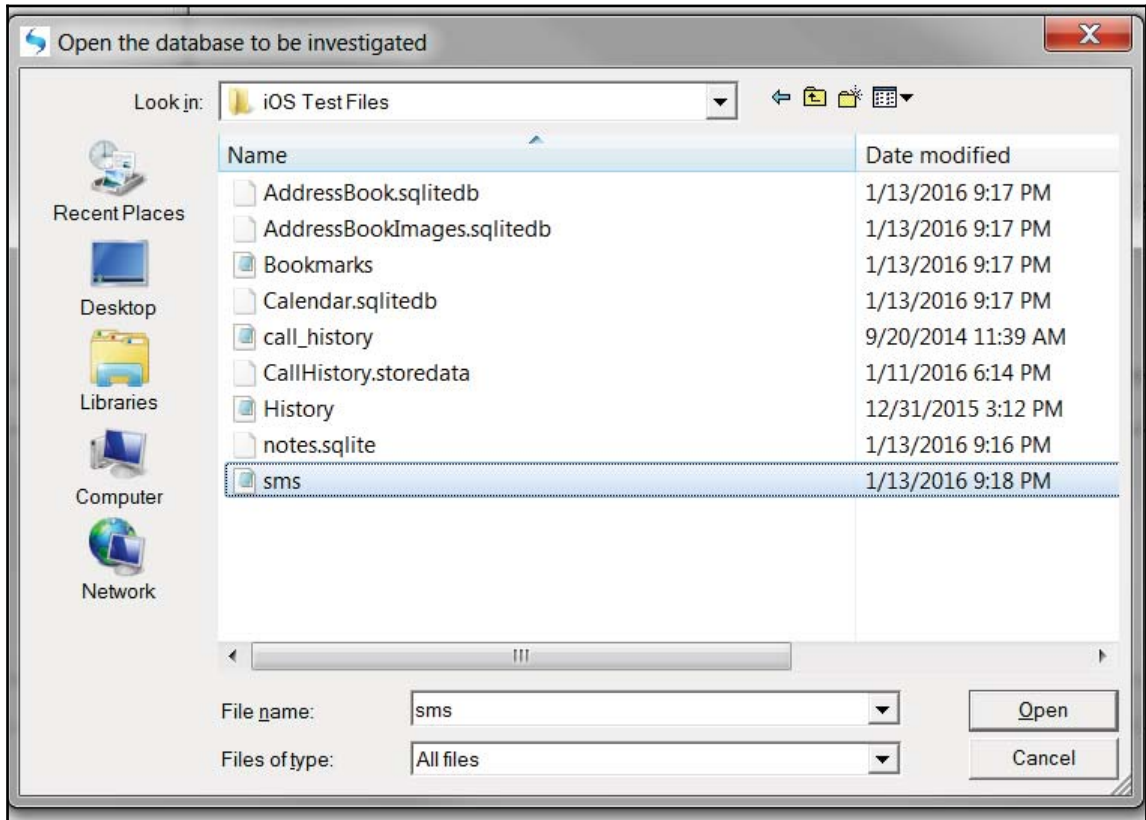 Open the database to be investigated
X
Look in: iOS Test Files
Name Date modified
Recent Places
Desktop
Libraries
Computer
Network
AddressBook.sqlitedb 1/13/2016 9:17 PM
AddressBookImages.sqlitedb 1/13/2016 9:17 PM
Bookmarks 1/13/2016 9:17 PM
Calendar.sqlitedb 1/13/2016 9:17 PM
call_history 9/20/2014 11:39 AM
CallHistory.storedata 1/11/2016 6:14 PM
History 12/31/2015 3:12 PM
notes.sqlite 1/13/2016 9:16 PM
sms 1/13/2016 9:18 PM
File name: sms Open
Files of type: All files Cancel